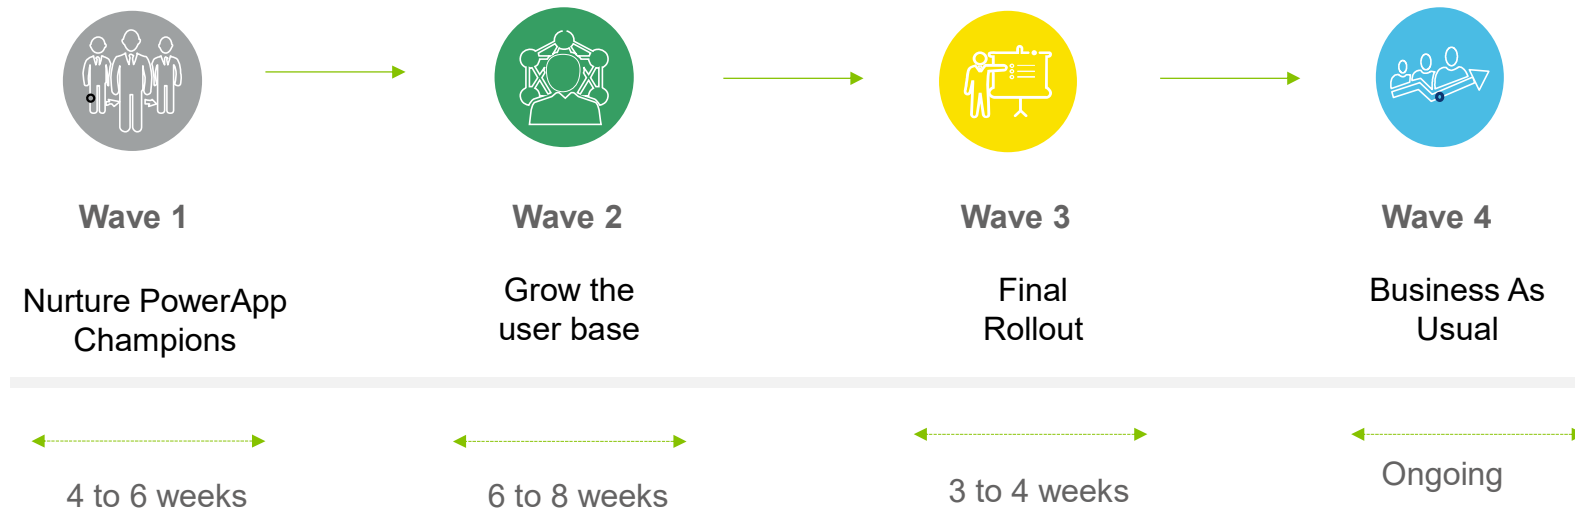 Wave 1
Wave 2
Wave 3
Wave 4
Nurture PowerApp
Champions
Grow the
user base
Final
Rollout
Business As
Usual
4 to 6 weeks
6 to 8 weeks
3 to 4 weeks
Ongoing